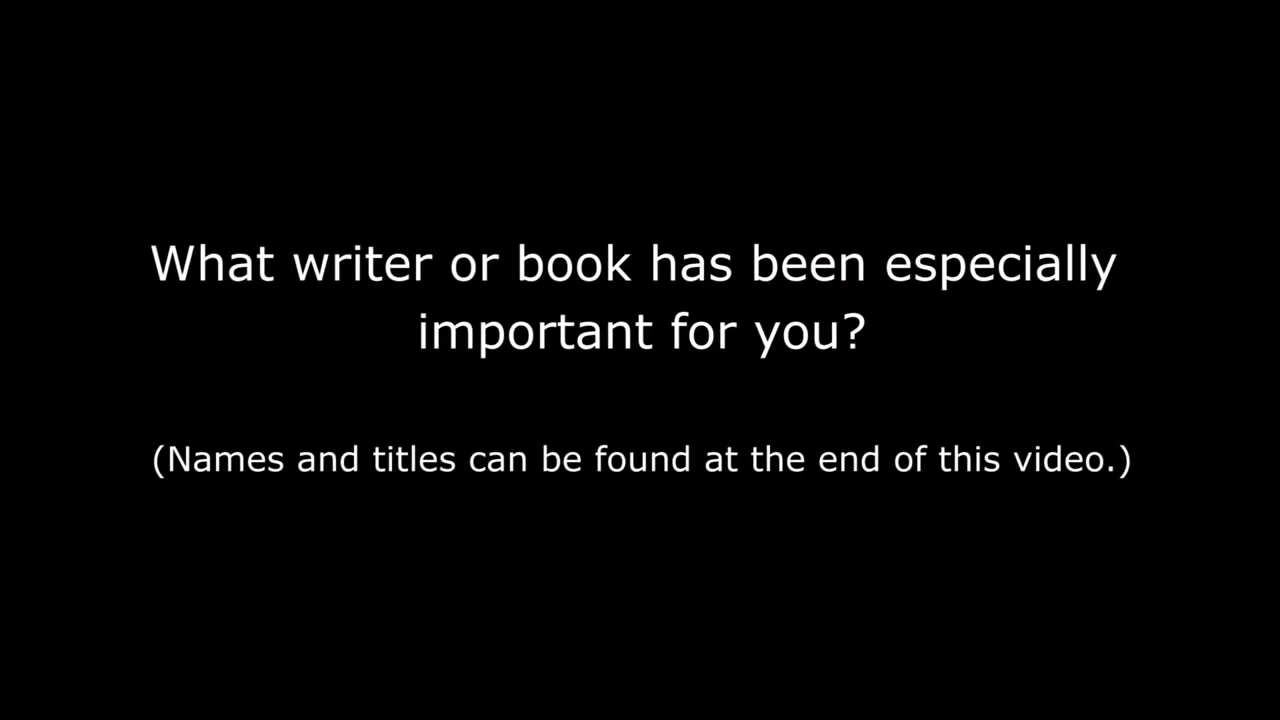 What writer or book has been especially
important for you?
(Names and titles can be found at the end of this video.)